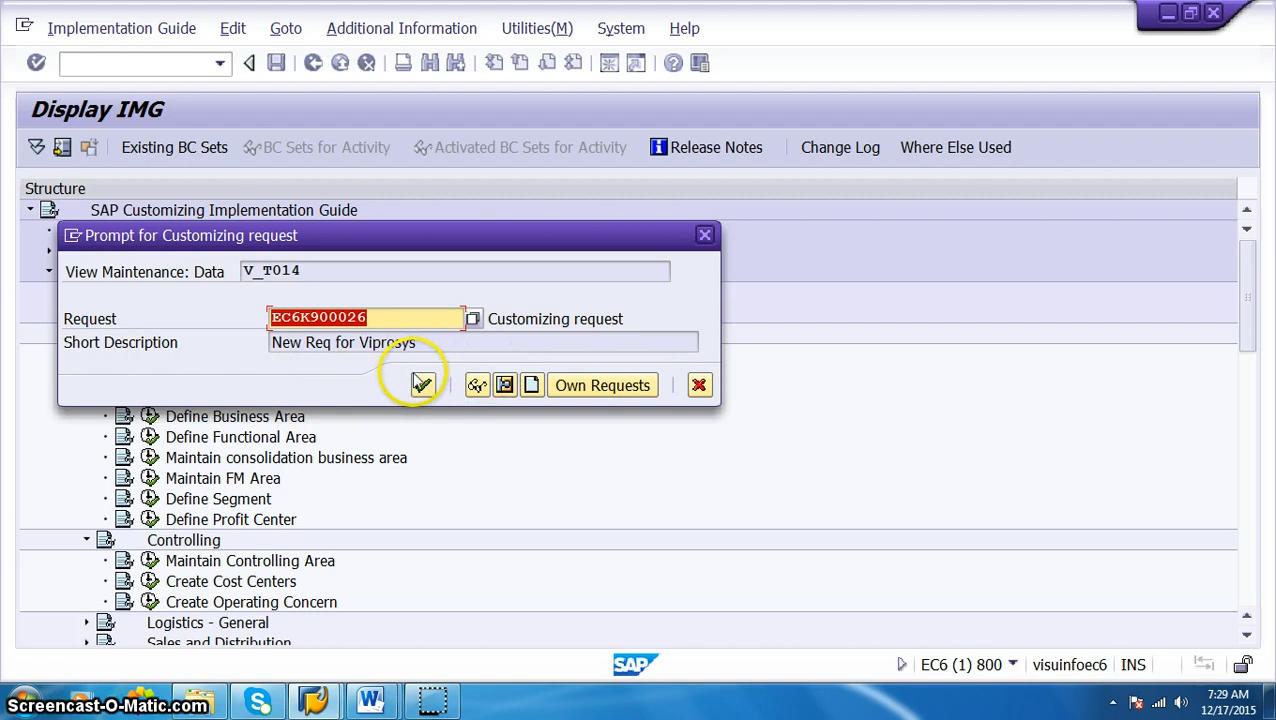 Implementation Guide Edit Goto Additional Information Utilities(M) System Help
Display IMG
Existing BC Sets BC Sets for Activity Activated BC Sets for Activity Release Notes Change Log Where Else Used
Structure
SAP Customizing Implementation Guide
Prompt for Customizing request
View Maintenance: Data V_T014
Request EC6K900026 Customizing request
Short Description New Req for Viprosys
Own Requests
Define Business Area
Define Functional Area
Maintain consolidation business area
Maintain FM Area
Define Segment
Define Profit Center
Controlling
Maintain Controlling Area
Create Cost Centers
Create Operating Concern
Logistics - General
Sales and Distribution
SAP EC6 (1) 800 visuinfoec6 INS
Screencast-O-Matic.com
7:29 AM
12/17/2015